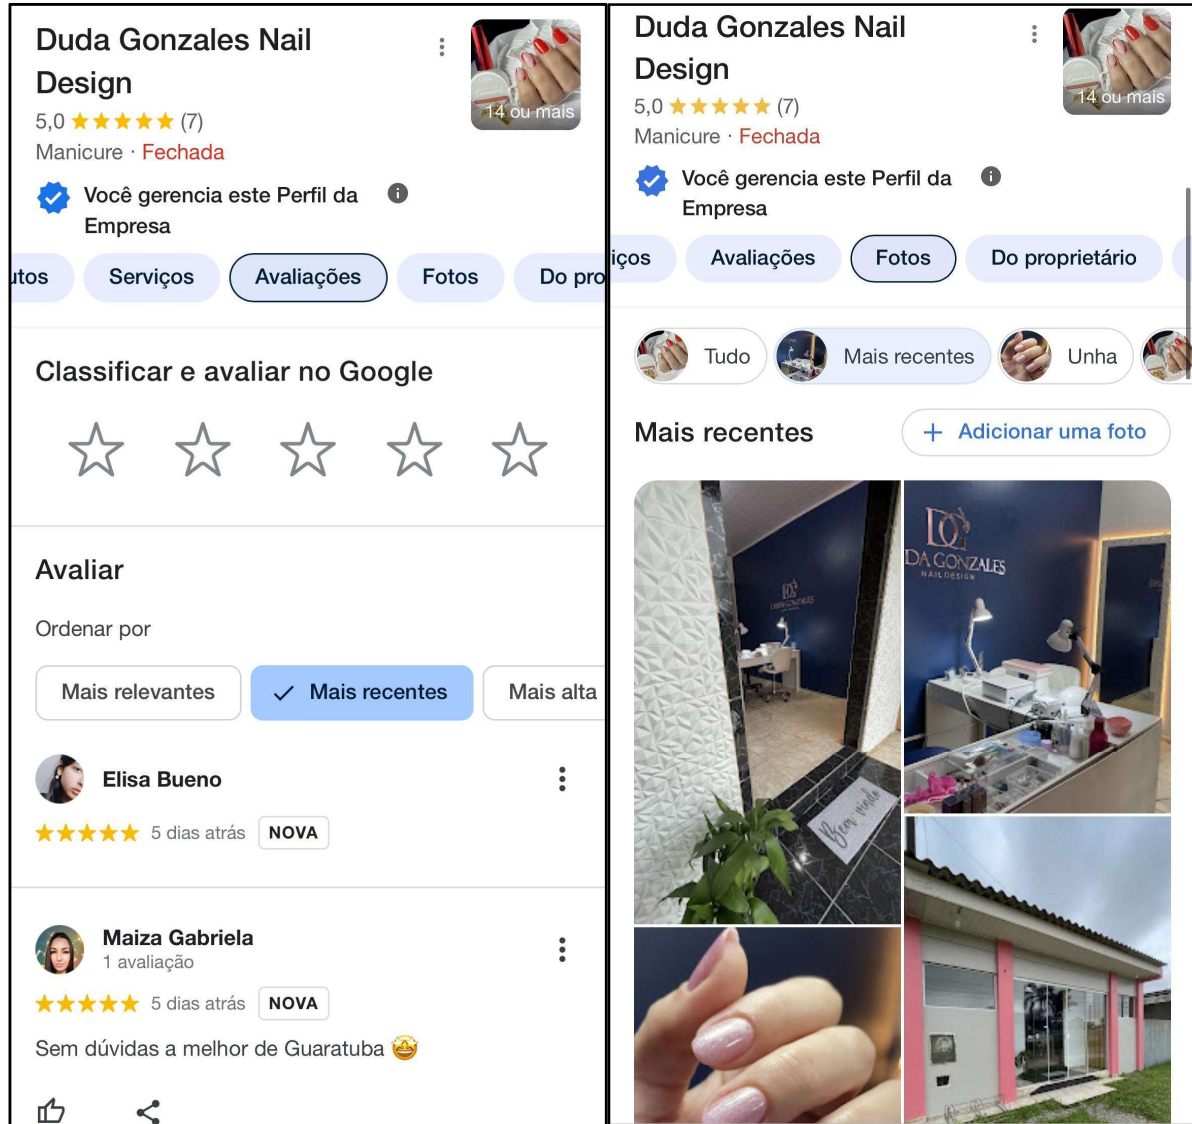 Duda Gonzales Nail
Design
5,0 (7)
14 ou mais
Manicure · Fechada
Você gerencia este Perfil da
Empresa
utos
Serviços
Avaliações
Fotos
Do pro
Classificar e avaliar no Google
Avaliar
Ordenar por
Mais relevantes
Mais recentes
Mais alta
Elisa Bueno
5 dias atrás NOVA
Maiza Gabriela
1 avaliação
5 dias atrás NOVA
Sem dúvidas a melhor de Guaratuba 🤩
Duda Gonzales Nail
Design
5,0 (7)
14 ou mais
Manicure · Fechada
Você gerencia este Perfil da
Empresa
iços
Avaliações
Fotos
Do proprietário
Tudo
Mais recentes
Unha
Mais recentes
+ Adicionar uma foto
DG
DA GONZALES
NAIL DESIGN
Bem vindo